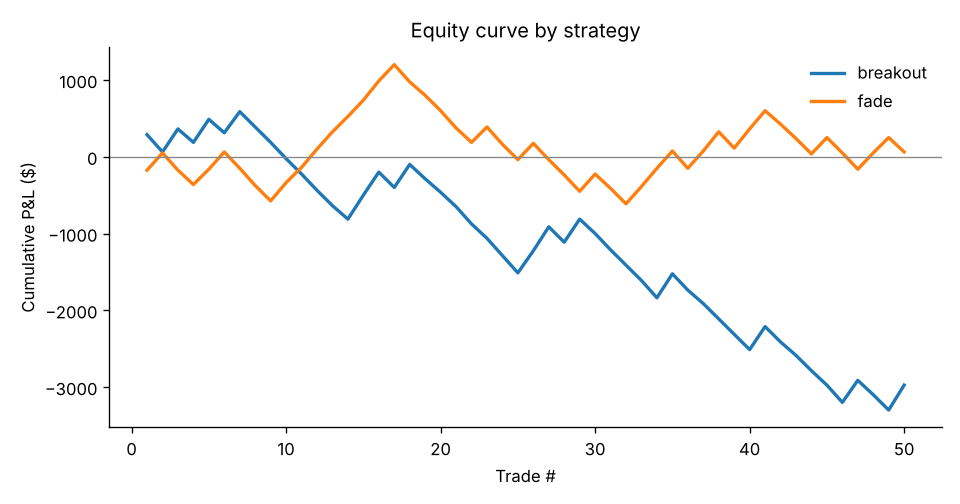 Equity curve by strategy
breakout
fade
Cumulative P&L ($)
1000
0
−1000
−2000
−3000
0 10 20 30 40 50
Trade #